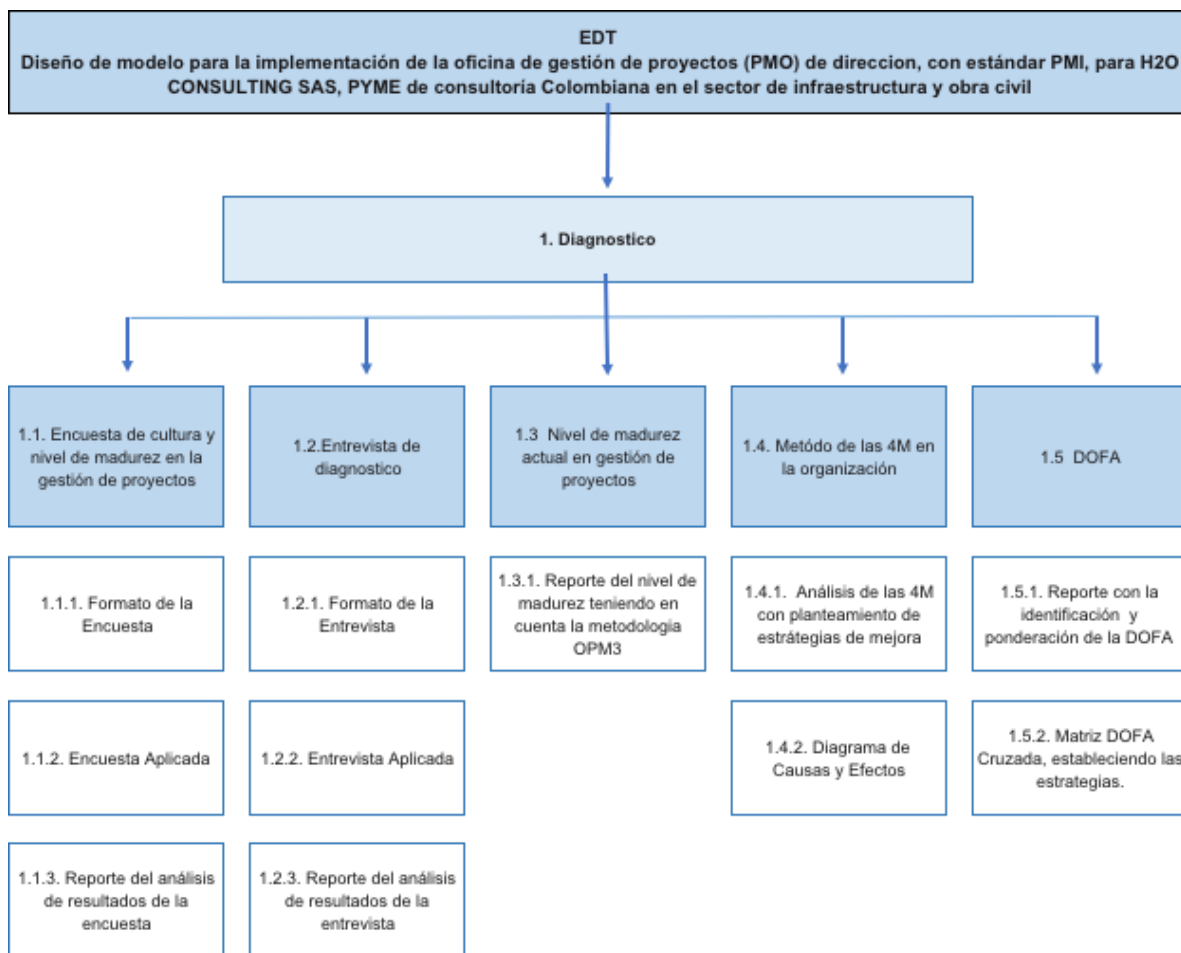 EDT
Diseño de modelo para la implementación de la oficina de gestión de proyectos (PMO) de direccion, con estándar PMI, para H2O
CONSULTING SAS, PYME de consultoría Colombiana en el sector de infraestructura y obra civil
1. Diagnostico
1.1. Encuesta de cultura y
nivel de madurez en la
gestión de proyectos
1.2.Entrevista de
diagnostico
1.3 Nivel de madurez
actual en gestión de
proyectos
1.4. Metódo de las 4M en
la organización
1.5 DOFA
1.1.1. Formato de la
Encuesta
1.2.1. Formato de la
Entrevista
1.3.1. Reporte del nivel de
madurez teniendo en
cuenta la metodologia
OPM3
1.4.1. Análisis de las 4M
con planteamiento de
estrátegias de mejora
1.5.1. Reporte con la
identificación y
ponderación de la DOFA
1.1.2. Encuesta Aplicada
1.2.2. Entrevista Aplicada
1.4.2. Diagrama de
Causas y Efectos
1.5.2. Matriz DOFA
Cruzada, estableciendo las
estrategias.
1.1.3. Reporte del análisis
de resultados de la
encuesta
1.2.3. Reporte del análisis
de resultados de la
entrevista